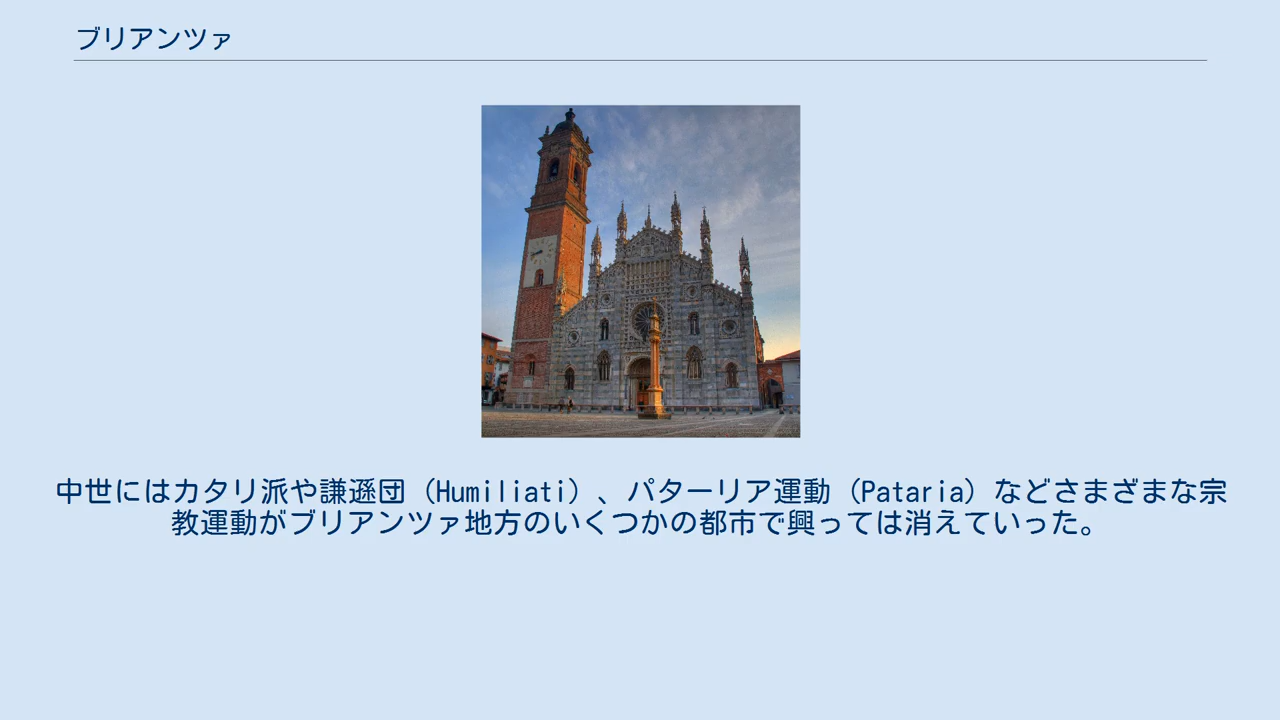 ブリアンツァ
中世にはカタリ派や謙遜団（Humiliati）、パターリア運動（Pataria）などさまざまな宗
教運動がブリアンツァ地方のいくつかの都市で興っては消えていった。